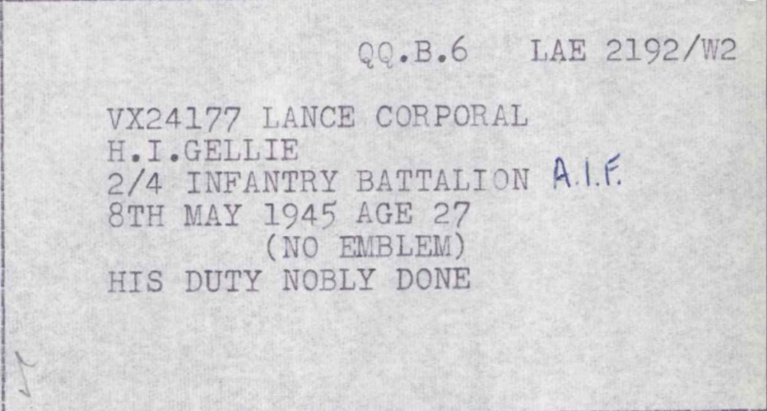 QQ.B.6 LAE 2192/W2
VX24177 LANCE CORPORAL
H.I.GELLIE
2/4 INFANTRY BATTALION A.I.F.
8TH MAY 1945 AGE 27
(NO EMBLEM)
HIS DUTY NOBLY DONE